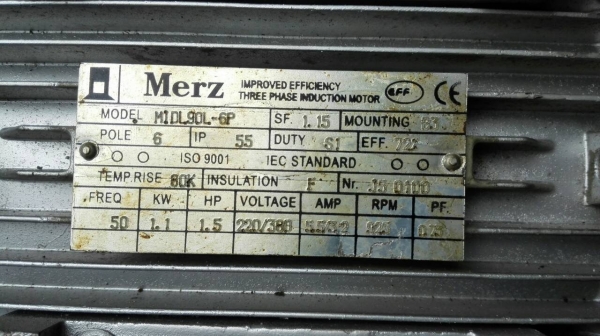 Merz IMPROVED EFFICIENCY
THREE PHASE INDUCTION MOTOR EFF CE
MODEL M1DL90L-6P SF. 1.15 MOUNTING
POLE 6 IP 55 DUTY S1 EFF.
ISO 9001 IEC STANDARD
TEMP.RISE 80K INSULATION F Nr.
FREQ KW HP VOLTAGE AMP RPM PF.
50 1.1 1.5 220/380